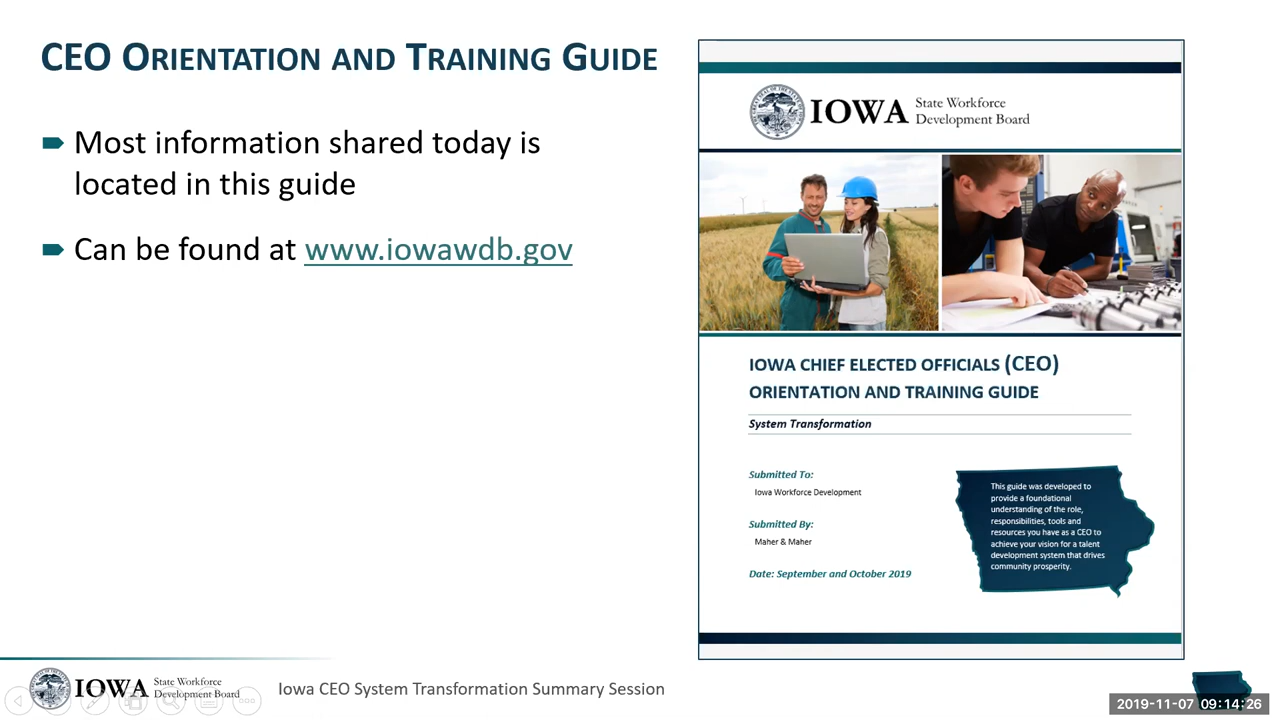 CEO ORIENTATION AND TRAINING GUIDE
Most information shared today is
located in this guide
Can be found at www.iowawdb.gov
IOWA State Workforce
Development Board
IOWA CHIEF ELECTED OFFICIALS (CEO)
ORIENTATION AND TRAINING GUIDE
System Transformation
Submitted To:
Iowa Workforce Development
Submitted By:
Maher & Maher
Date: September and October 2019
This guide was developed to
provide a foundational
understanding of the role,
responsibilities, tools and
resources you have as a CEO to
achieve your vision for a talent
development system that drives
community prosperity.
IOWA State Workforce
Development Board
Iowa CEO System Transformation Summary Session
2019-11-07 09:14:26